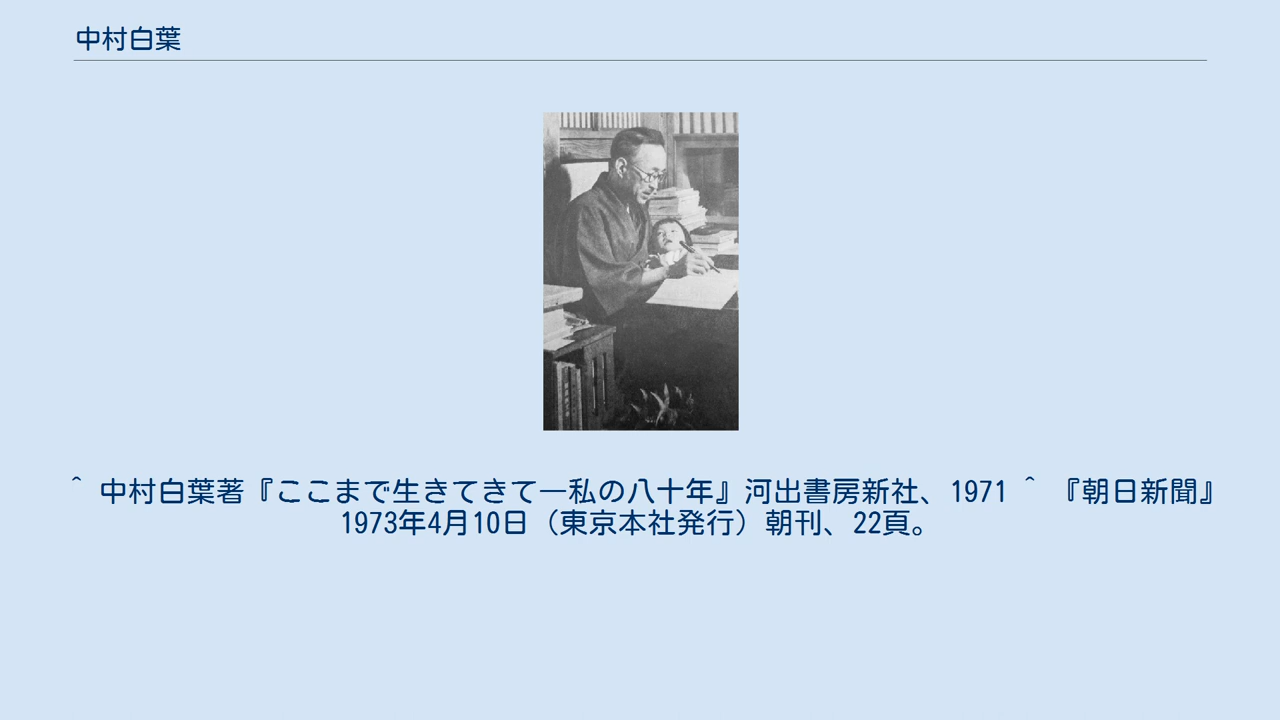 中村白葉
^ 中村白葉著『ここまで生きてきて―私の八十年』河出書房新社、1971 ^ 『朝日新聞』
1973年4月10日（東京本社発行）朝刊、22頁。